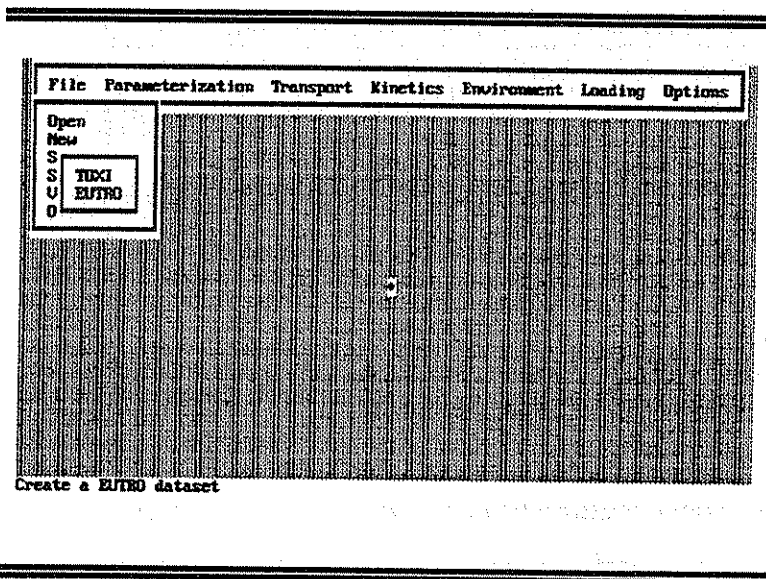 File Parameterization Transport Kinetics Environment Loading Options
Open
New
S
S TOXI
V EUTRO
O
Create a EUTRO dataset